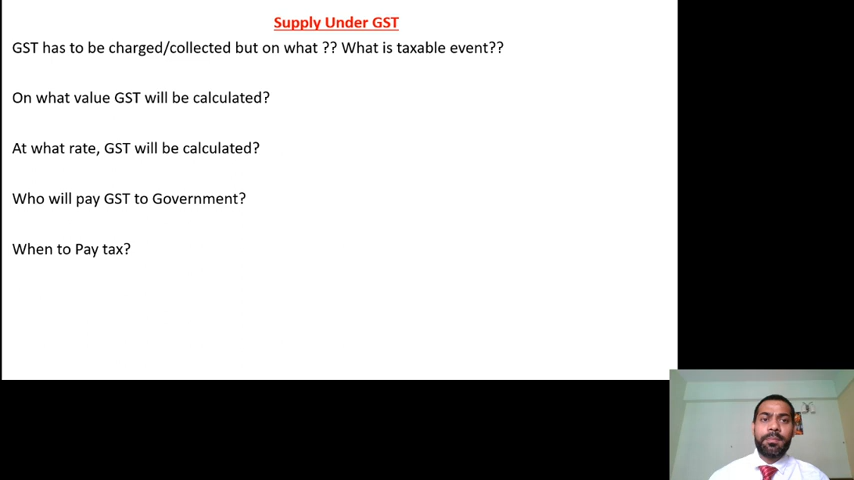 Supply Under GST
GST has to be charged/collected but on what ?? What is taxable event??
On what value GST will be calculated?
At what rate, GST will be calculated?
Who will pay GST to Government?
When to Pay tax?